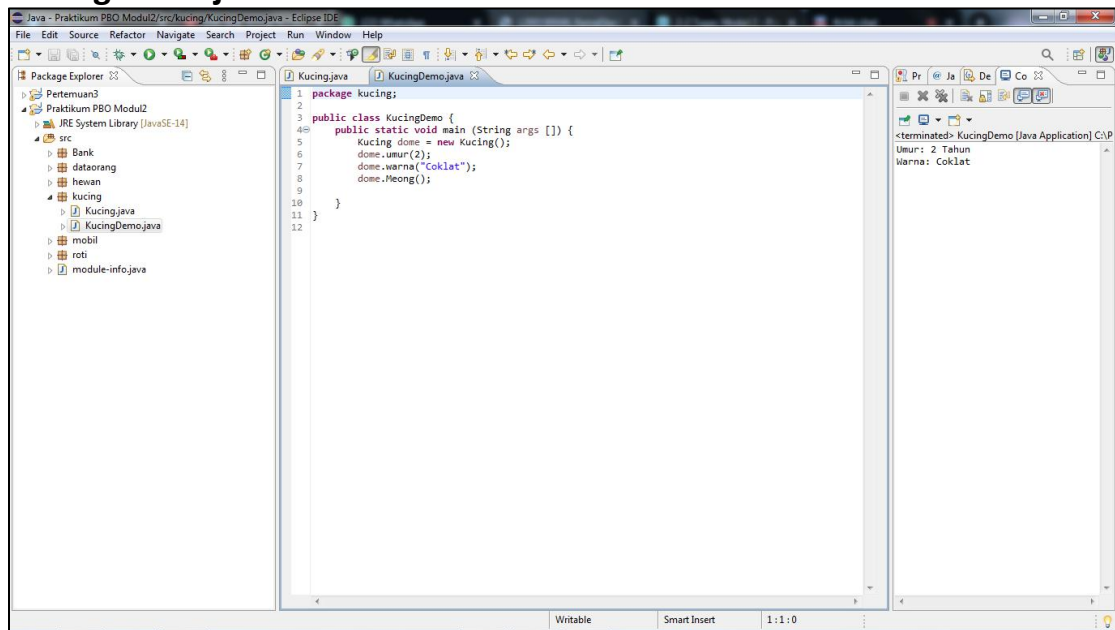 Java - Praktikum PBO Modul2/src/kucing/KucingDemo.java - Eclipse IDE
File Edit Source Refactor Navigate Search Project Run Window Help
Package Explorer
Kucing.java
KucingDemo.java
Pr
Ja
De
Co
Pertemuan3
Praktikum PBO Modul2
JRE System Library [JavaSE-14]
src
Bank
dataorang
hewan
kucing
Kucing.java
KucingDemo.java
mobil
roti
module-info.java
1 package kucing;
2
3 public class KucingDemo {
4 public static void main (String args []) {
5 Kucing dome = new Kucing();
6 dome.umur(2);
7 dome.warna("Coklat");
8 dome.Meong();
9
10 }
11 }
12
<terminated> KucingDemo [Java Application] C:\P
Umur: 2 Tahun
Warna: Coklat
Writable
Smart Insert
1:1:0